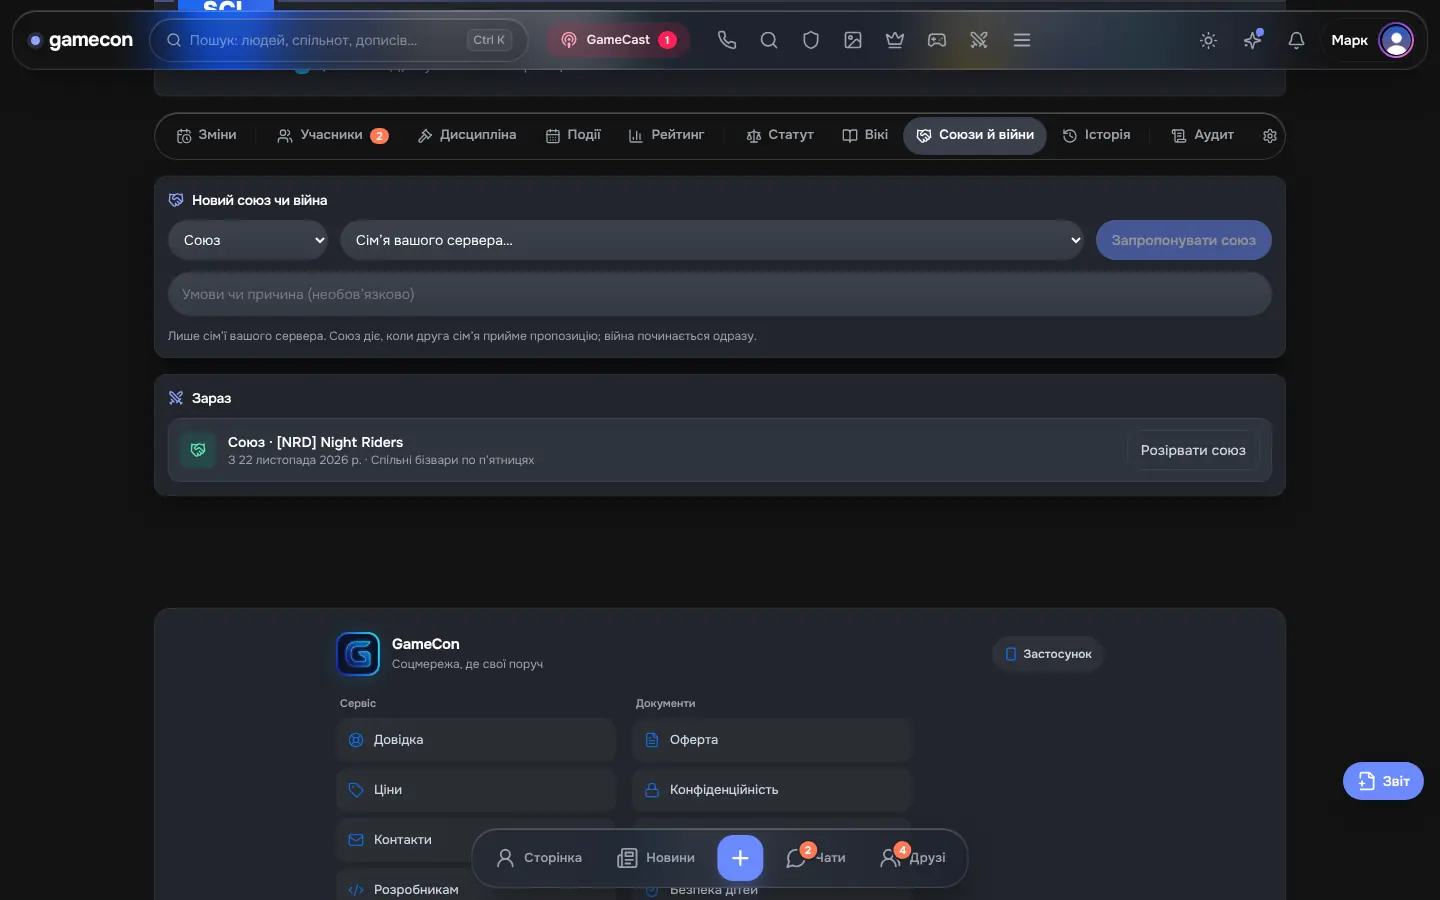 SCL
gamecon
Пошук: людей, спільнот, дописів…
Ctrl K
GameCast 1
Марк
Зміни
Учасники 2
Дисципліна
Події
Рейтинг
Статут
Вікі
Союзи й війни
Історія
Аудит
Новий союз чи війна
Союз
Сім’я вашого сервера…
Запропонувати союз
Умови чи причина (необов’язково)
Лише сім’ї вашого сервера. Союз діє, коли друга сім’я прийме пропозицію; війна починається одразу.
Зараз
Союз · [NRD] Night Riders
З 22 листопада 2026 р. · Спільні бізвари по п’ятницях
Розірвати союз
GameCon
Соцмережа, де свої поруч
Застосунок
Сервіс
Документи
Довідка
Оферта
Ціни
Конфіденційність
Звіт
Контакти
Сторінка
Новини
2
Чати
4
Друзі
Розробникам
Безпека дітей